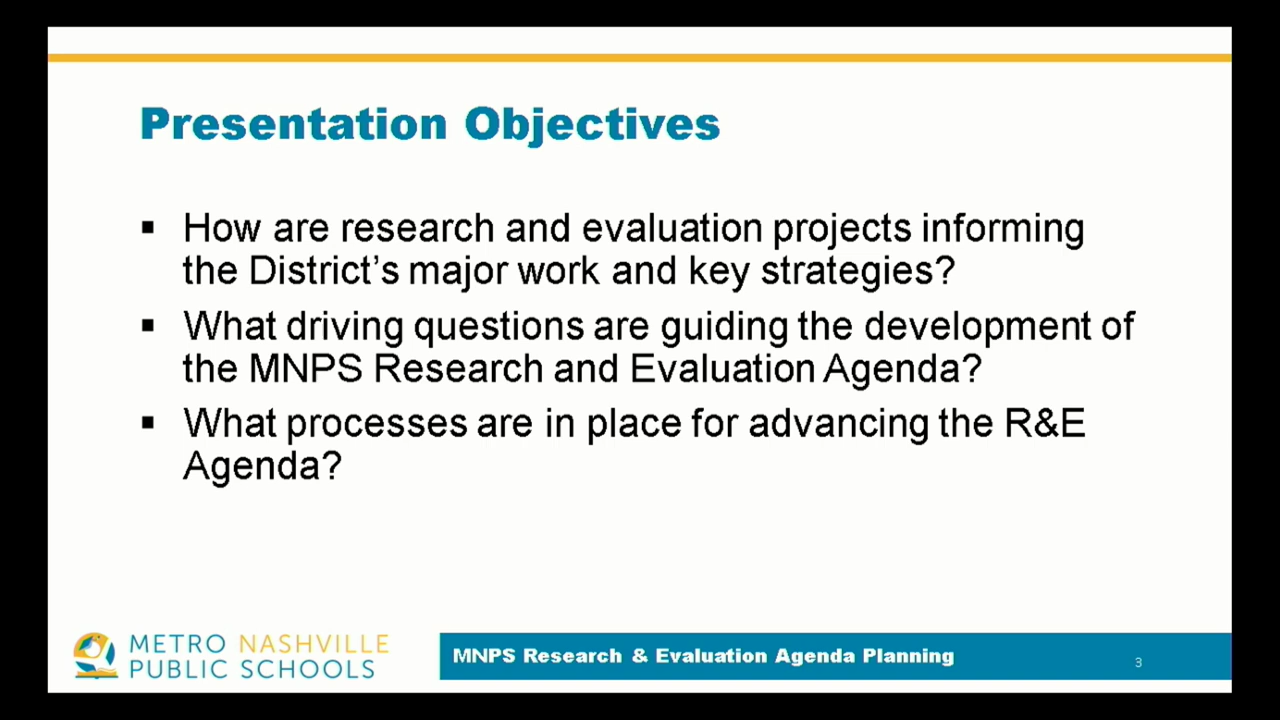 Presentation Objectives
▪ How are research and evaluation projects informing
the District’s major work and key strategies?
▪ What driving questions are guiding the development of
the MNPS Research and Evaluation Agenda?
▪ What processes are in place for advancing the R&E
Agenda?
METRO NASHVILLE
PUBLIC SCHOOLS
MNPS Research & Evaluation Agenda Planning
3